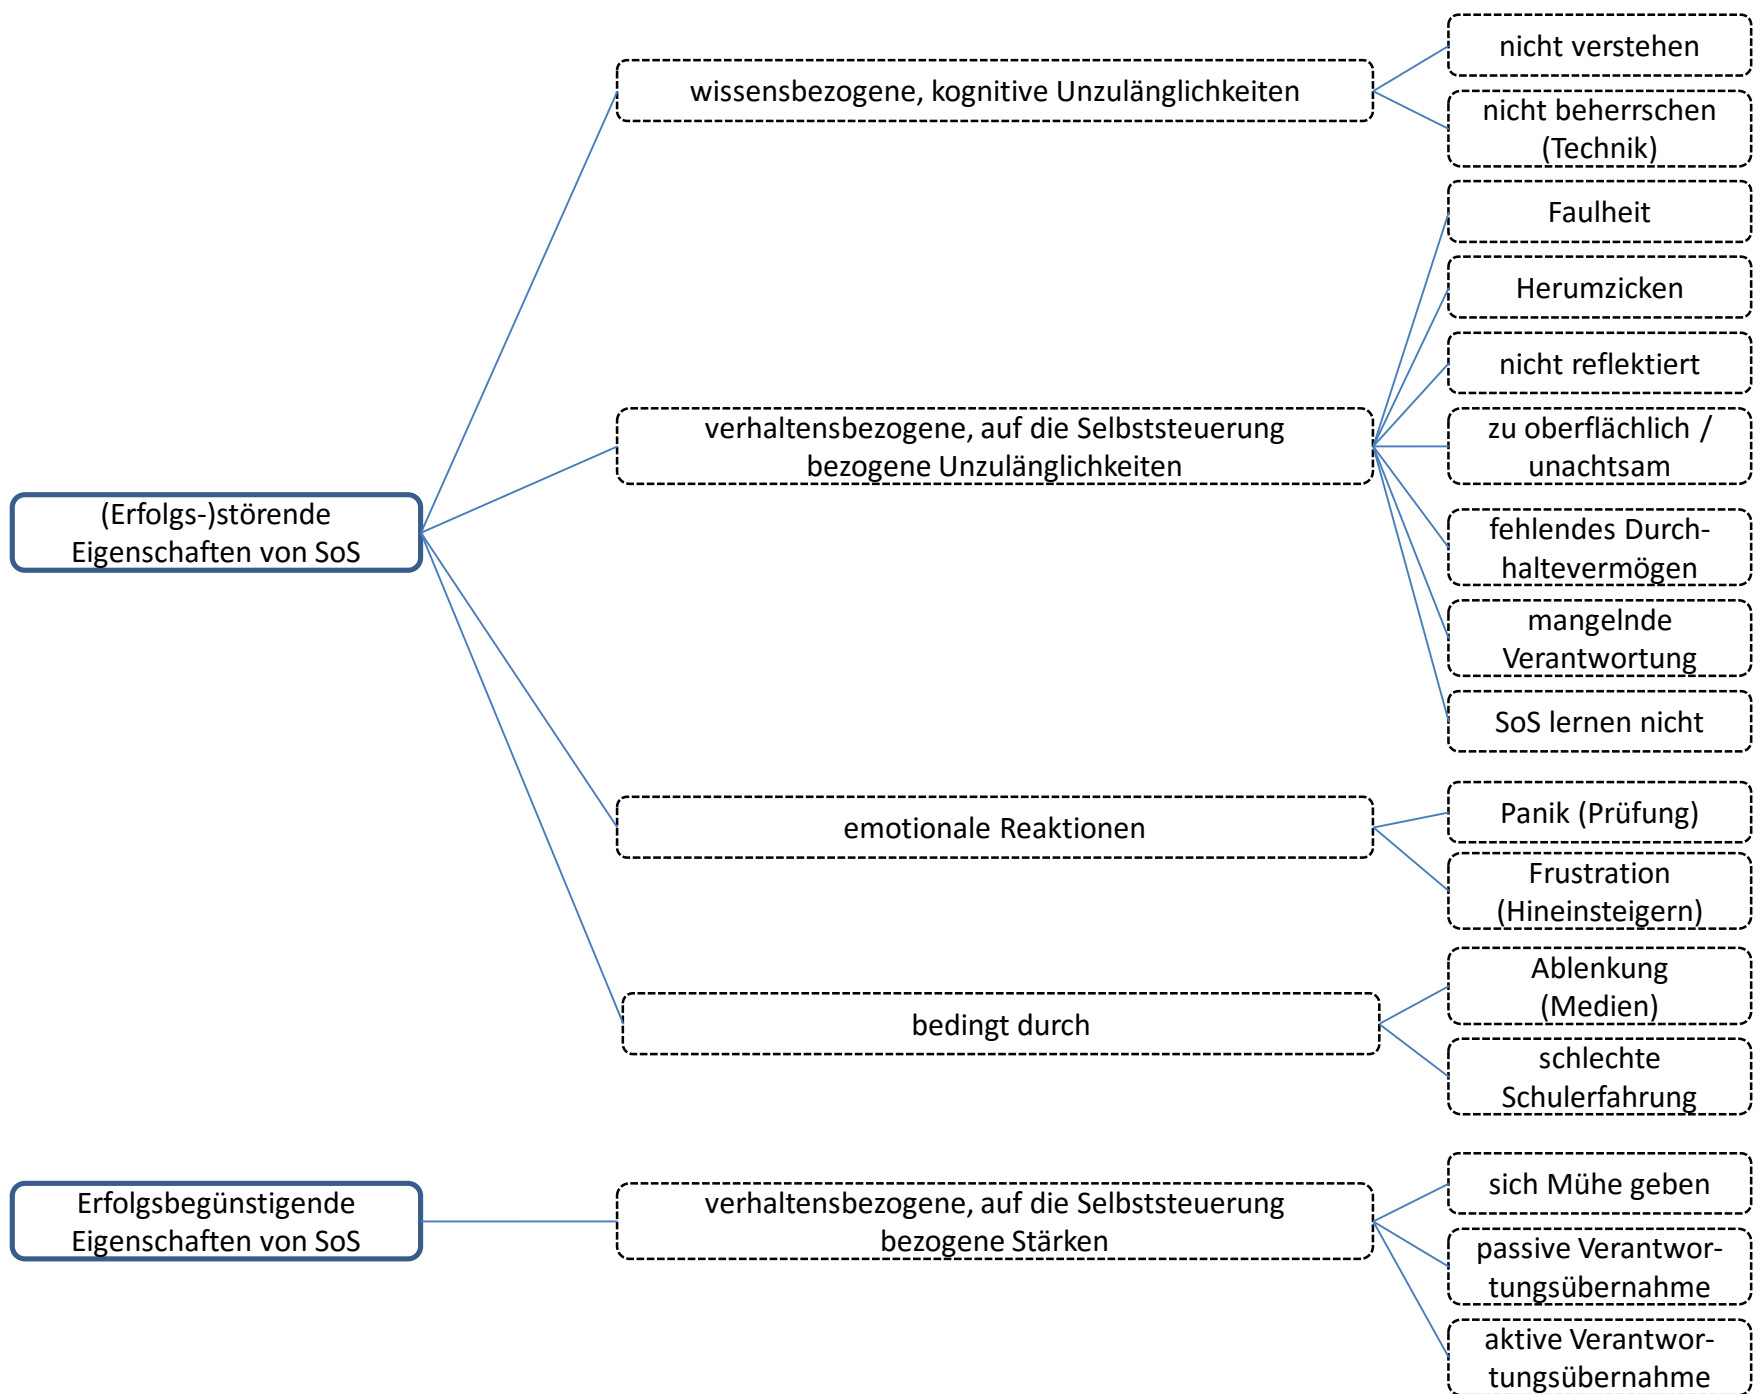 (Erfolgs-)störende
Eigenschaften von SoS
wissensbezogene, kognitive Unzulänglichkeiten
nicht verstehen
nicht beherrschen
(Technik)
verhaltensbezogene, auf die Selbststeuerung
bezogene Unzulänglichkeiten
Faulheit
Herumzicken
nicht reflektiert
zu oberflächlich /
unachtsam
fehlendes Durch-
haltevermögen
mangelnde
Verantwortung
SoS lernen nicht
emotionale Reaktionen
Panik (Prüfung)
Frustration
(Hineinsteigern)
bedingt durch
Ablenkung
(Medien)
schlechte
Schulerfahrung
Erfolgsbegünstigende
Eigenschaften von SoS
verhaltensbezogene, auf die Selbststeuerung
bezogene Stärken
sich Mühe geben
passive Verantwor-
tungsübernahme
aktive Verantwor-
tungsübernahme